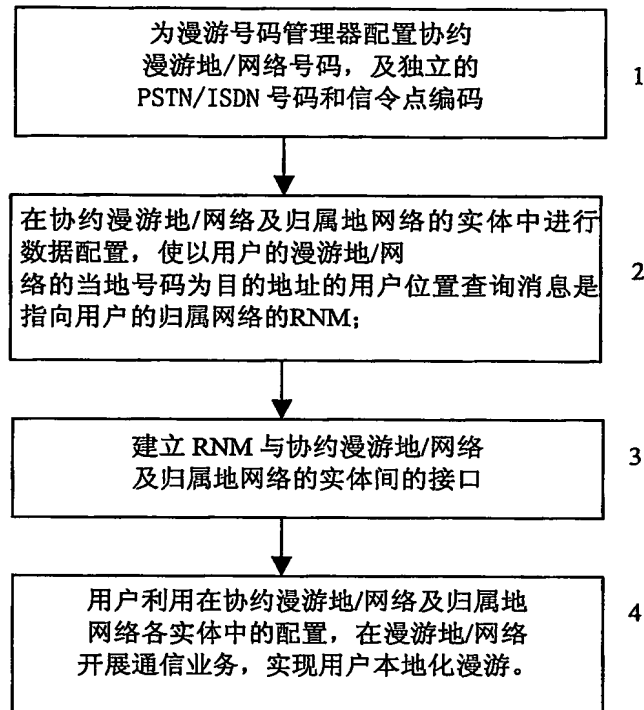 为漫游号码管理器配置协约
漫游地/网络号码，及独立的
PSTN/ISDN 号码和信令点编码
1
在协约漫游地/网络及归属地网络的实体中进行
数据配置，使以用户的漫游地/网
络的当地号码为目的地址的用户位置查询消息是
指向用户的归属网络的RNM；
2
建立 RNM 与协约漫游地/网络
及归属地网络的实体间的接口
3
用户利用在协约漫游地/网络及归属地
网络各实体中的配置，在漫游地/网络
开展通信业务，实现用户本地化漫游。
4